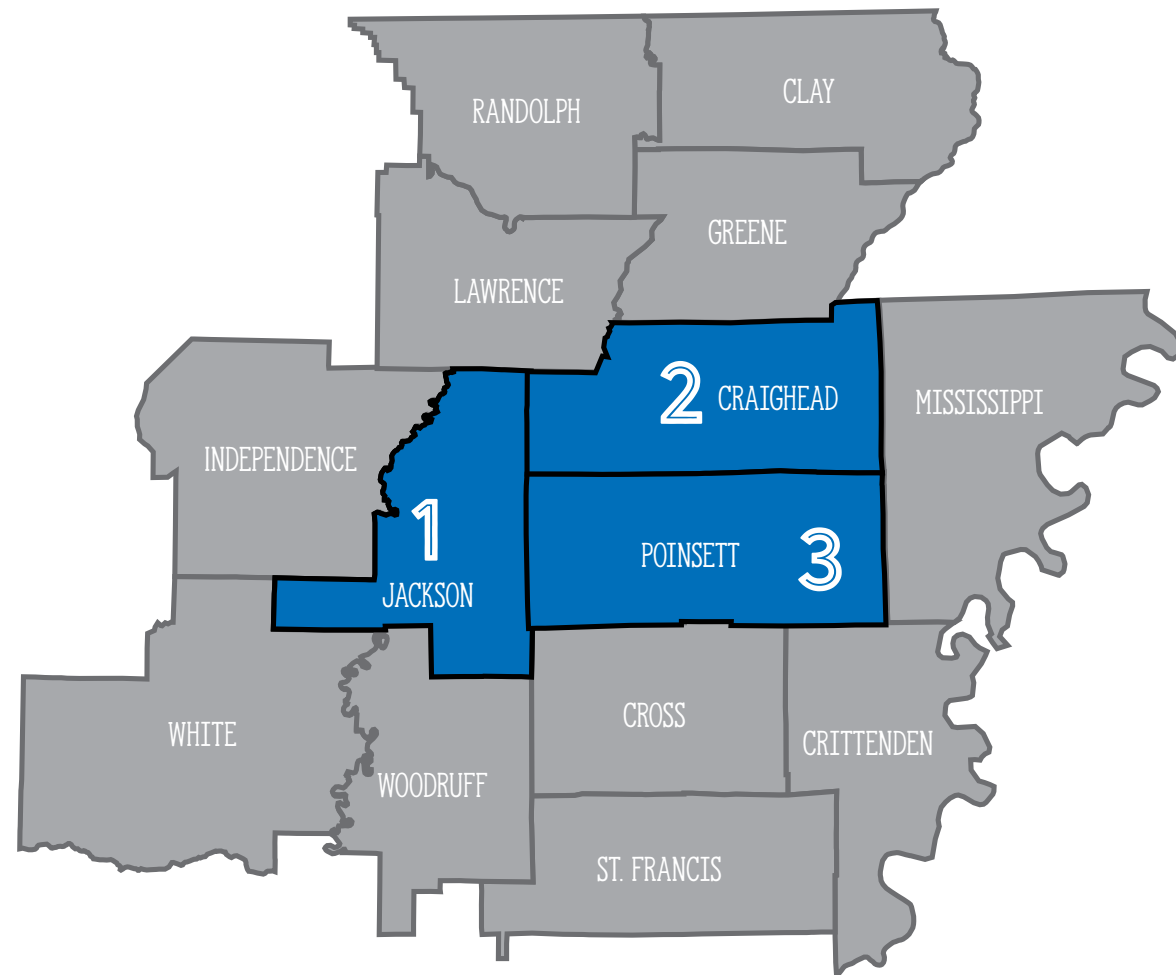 CLAY
RANDOLPH
GREENE
LAWRENCE
2 CRAIGHEAD
MISSISSIPPI
INDEPENDENCE
1
JACKSON
POINSETT 3
CROSS
WHITE
CRITTENDEN
WOODRUFF
ST. FRANCIS